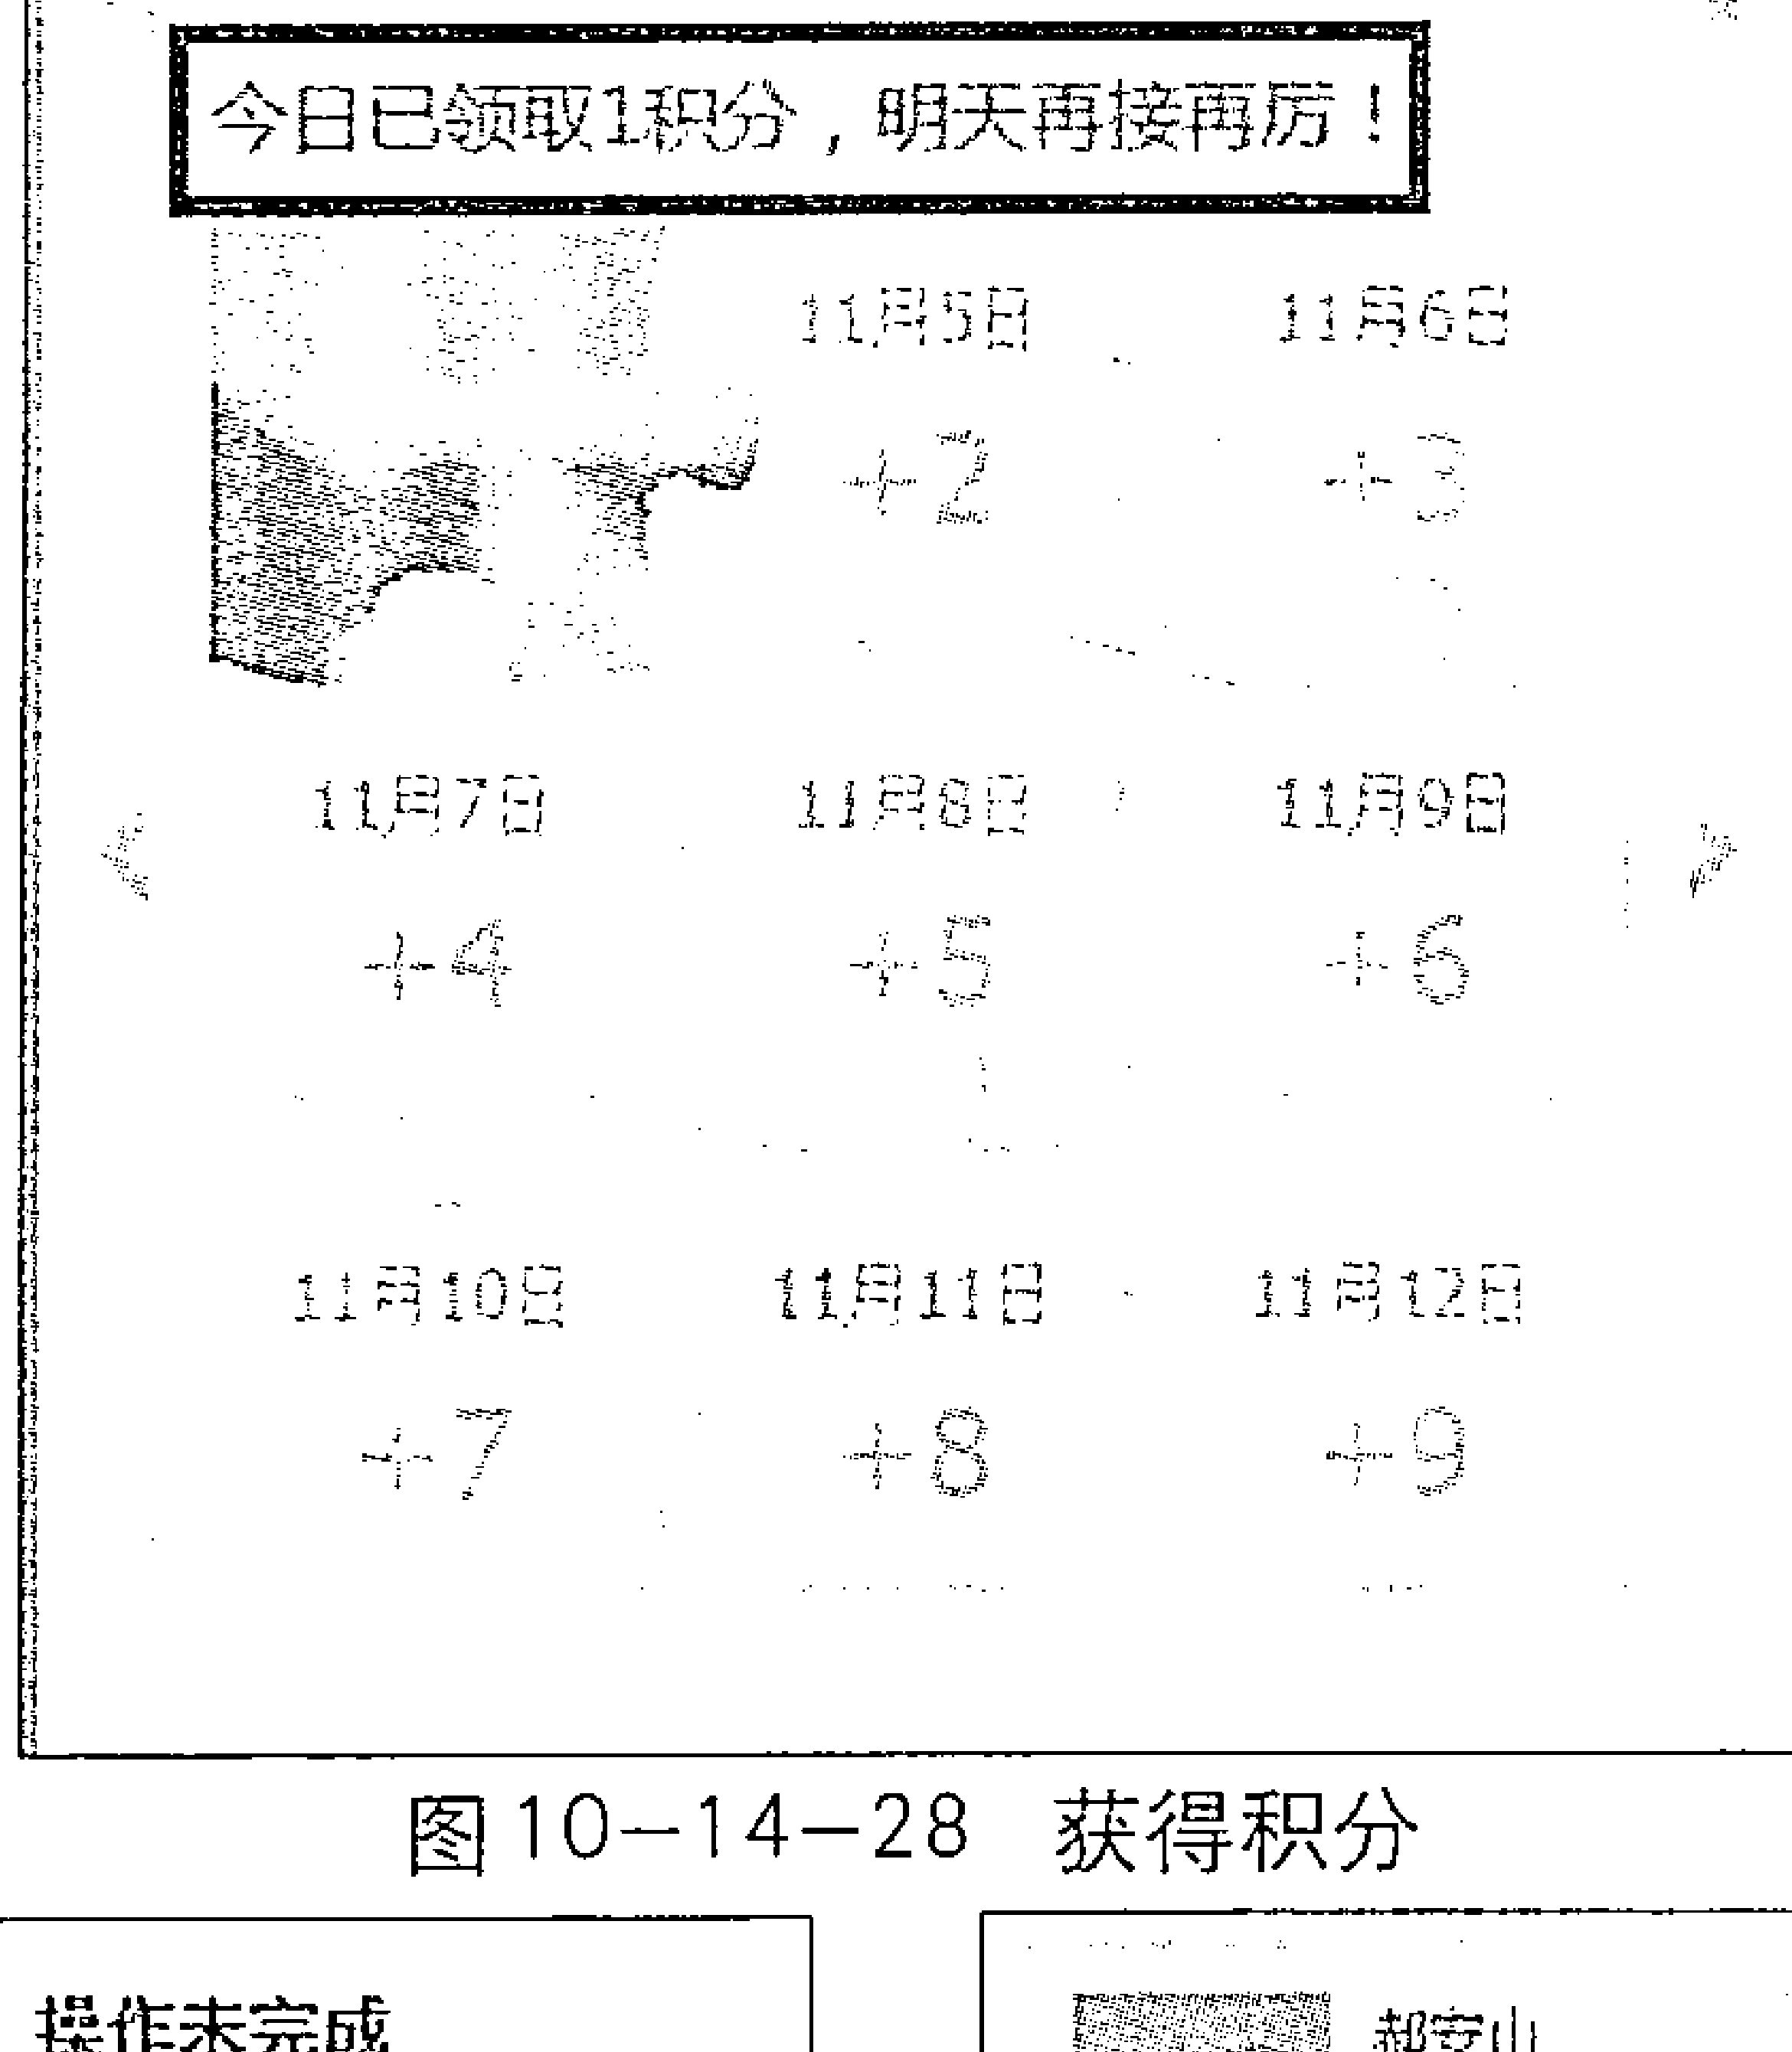 今日已领取1积分，明天再接再厉！
11月5日 11月6日
+2 +3
11月7日 11月8日 11月9日
+4 +5 +6
11月10日 11月11日 11月12日
+7 +8 +9
图10-14-28 获得积分
操作未完成
郝安山